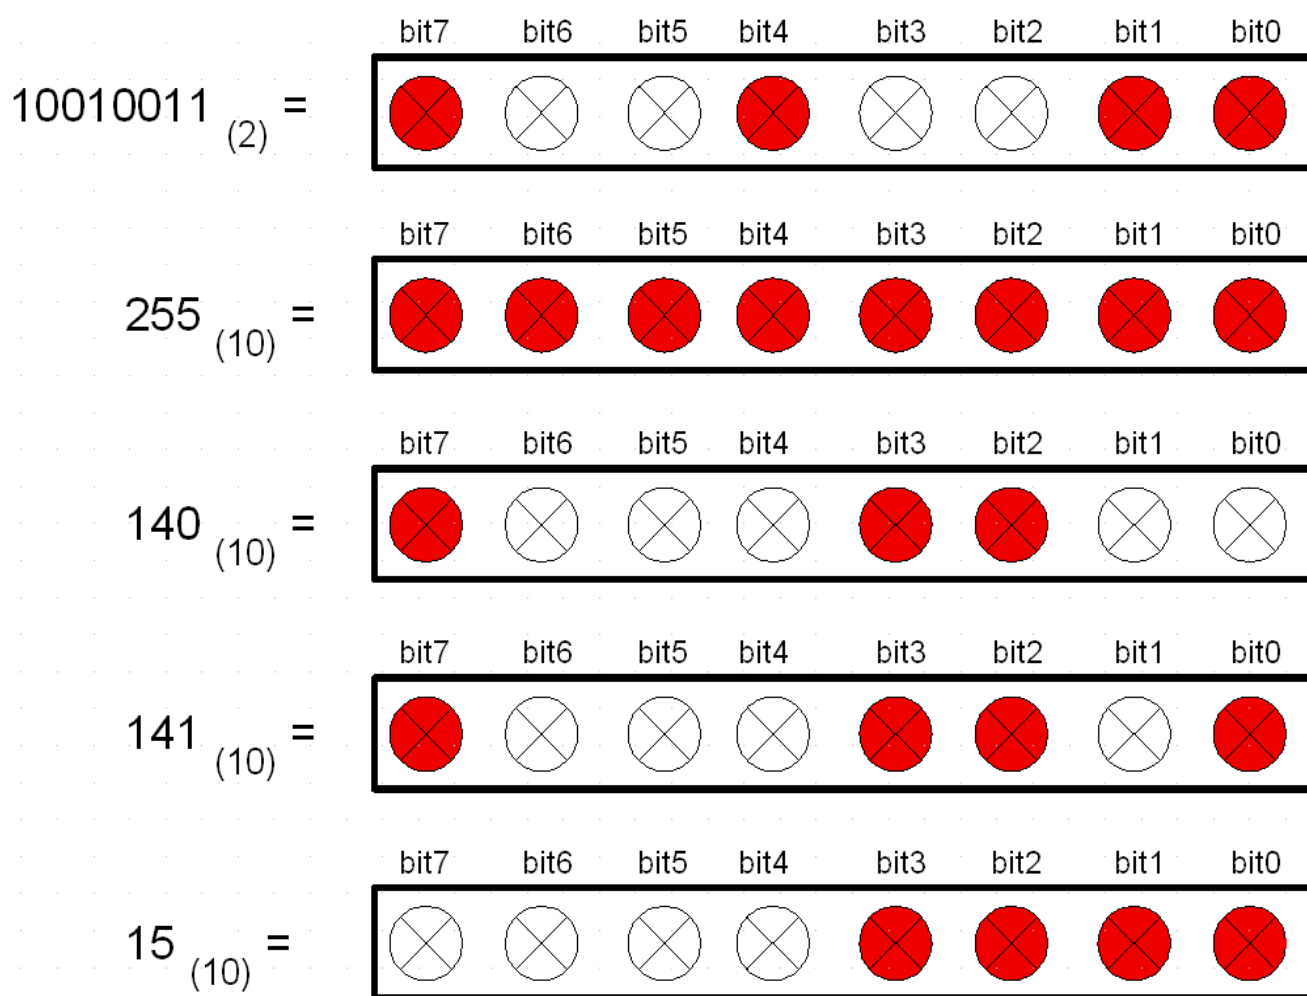 bit7 bit6 bit5 bit4 bit3 bit2 bit1 bit0
10010011 (2) =
bit7 bit6 bit5 bit4 bit3 bit2 bit1 bit0
255 (10) =
bit7 bit6 bit5 bit4 bit3 bit2 bit1 bit0
140 (10) =
bit7 bit6 bit5 bit4 bit3 bit2 bit1 bit0
141 (10) =
bit7 bit6 bit5 bit4 bit3 bit2 bit1 bit0
15 (10) =